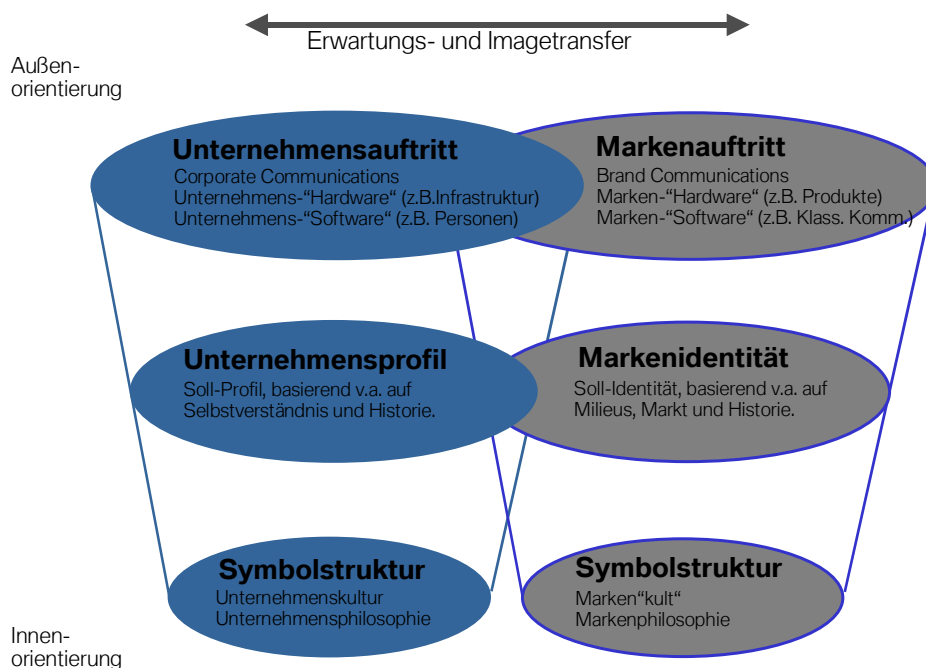 Erwartungs- und Imagetransfer
Außen-
orientierung
Unternehmensauftritt
Corporate Communications
Unternehmens-“Hardware“ (z.B.Infrastruktur)
Unternehmens-“Software“ (z.B. Personen)
Markenauftritt
Brand Communications
Marken-“Hardware“ (z.B. Produkte)
Marken-“Software“ (z.B. Klass. Komm.)
Unternehmensprofil
Soll-Profil, basierend v.a. auf
Selbstverständnis und Historie.
Markenidentität
Soll-Identität, basierend v.a. auf
Milieus, Markt und Historie.
Symbolstruktur
Unternehmenskultur
Unternehmensphilosophie
Symbolstruktur
Marken“kult“
Markenphilosophie
Innen-
orientierung